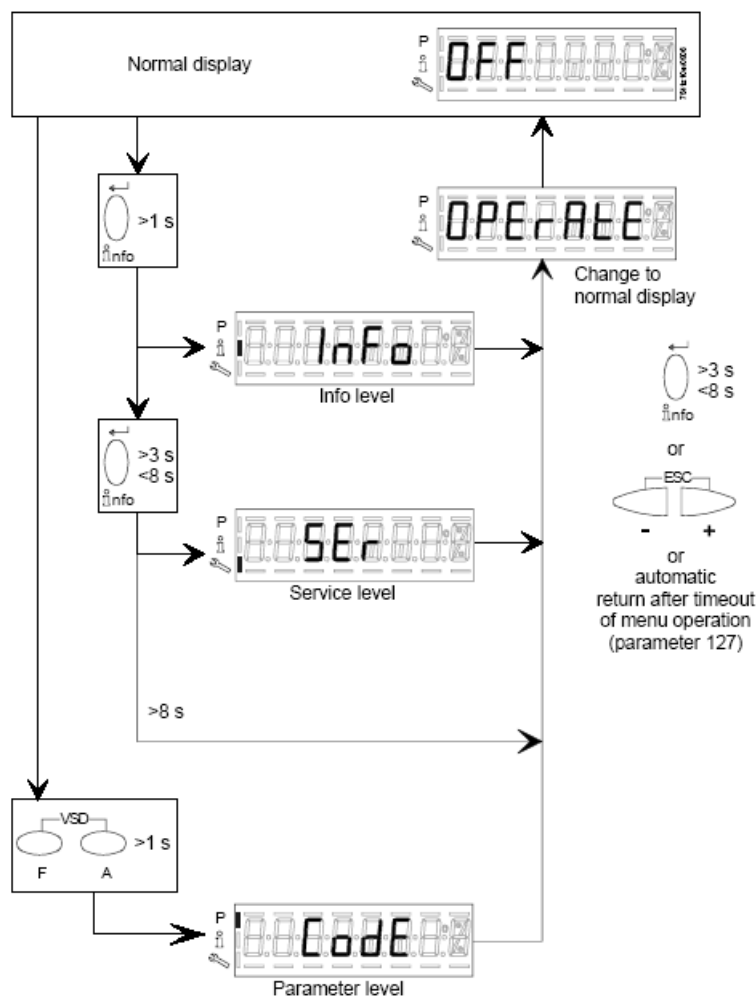 Normal display
P
OFF
>1 s
info
P
OPErAtE
Change to
normal display
P
InFo
Info level
>3 s
<8 s
info
>3 s
<8 s
info
or
ESC
- +
or
automatic
return after timeout
of menu operation
(parameter 127)
P
SEr
Service level
>8 s
VSD
>1 s
F A
P
CodE
Parameter level